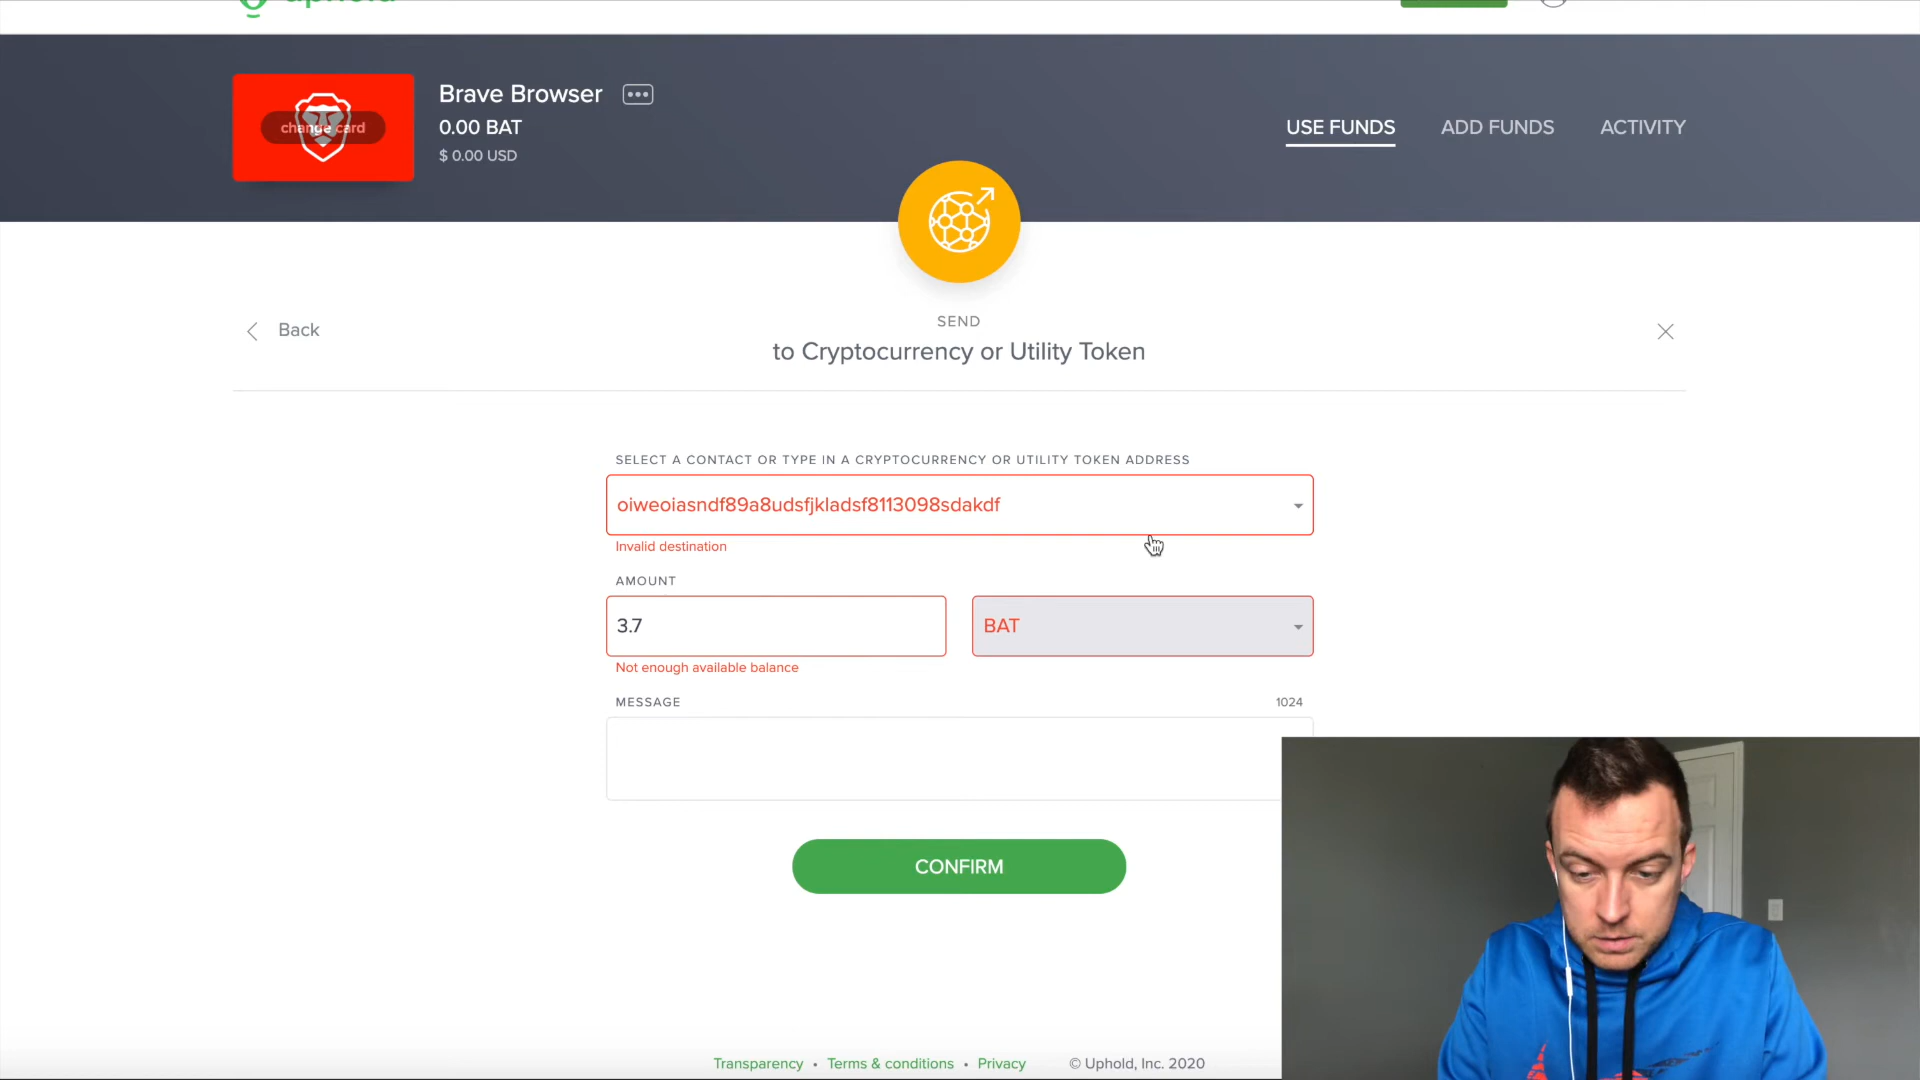 uphold
Brave Browser
change card
0.00 BAT
$ 0.00 USD
USE FUNDS
ADD FUNDS
ACTIVITY
Back
SEND
to Cryptocurrency or Utility Token
SELECT A CONTACT OR TYPE IN A CRYPTOCURRENCY OR UTILITY TOKEN ADDRESS
oiweoiasndf89a8udsfjkladsf8113098sdakdf
Invalid destination
AMOUNT
3.7
BAT
Not enough available balance
MESSAGE
1024
CONFIRM
Transparency • Terms & conditions • Privacy © Uphold, Inc. 2020